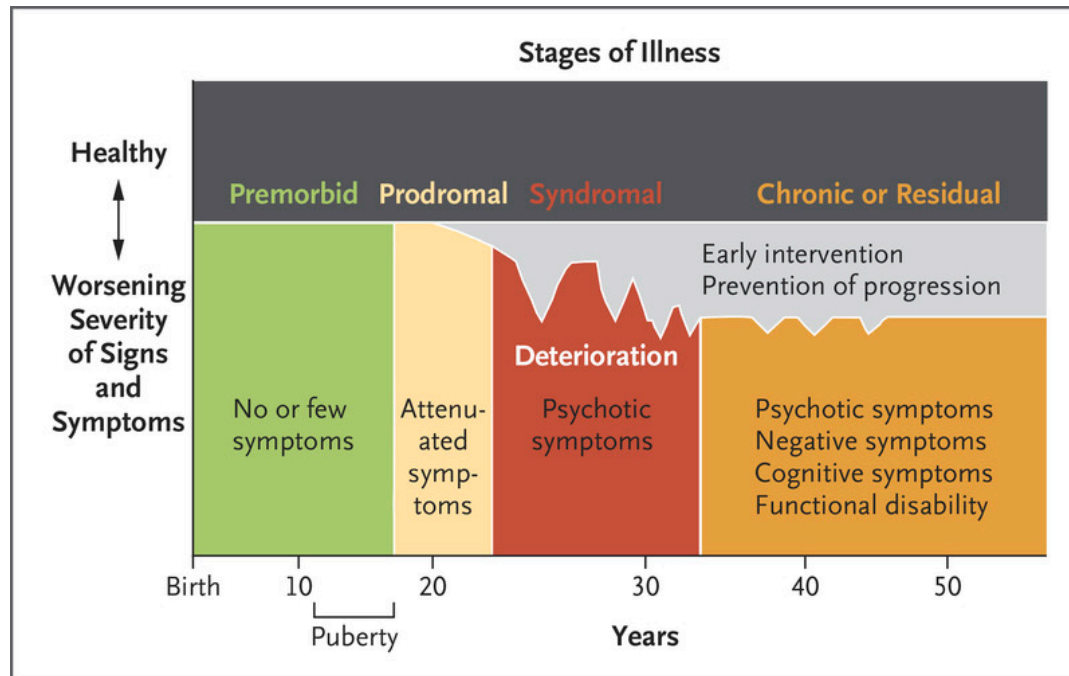 Stages of Illness
Healthy
Worsening
Severity
of Signs
and
Symptoms
Premorbid
Prodromal
Syndromal
Chronic or Residual
Early intervention
Prevention of progression
Deterioration
No or few
symptoms
Attenu-
ated
symp-
toms
Psychotic
symptoms
Psychotic symptoms
Negative symptoms
Cognitive symptoms
Functional disability
Birth
10
20
30
40
50
Puberty
Years